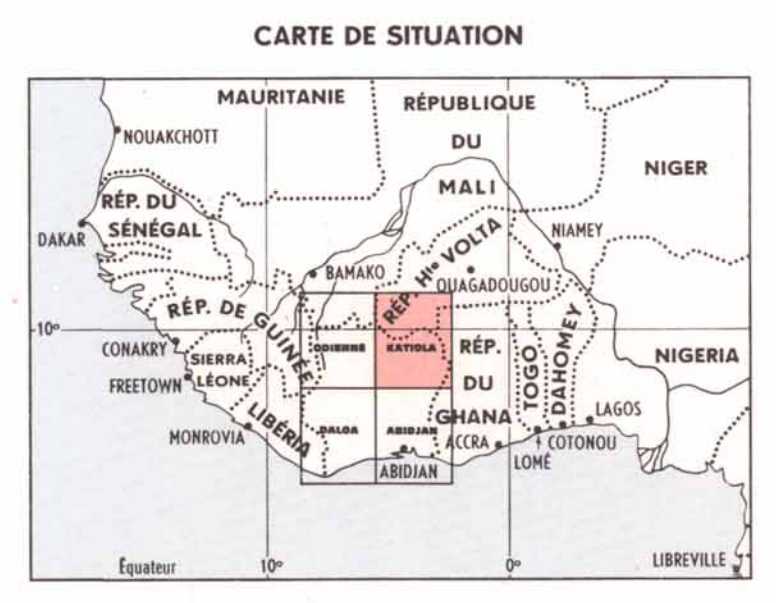 CARTE DE SITUATION
MAURITANIE
RÉPUBLIQUE
DU
MALI
NOUAKCHOTT
NIGER
RÉP. DU
SÉNÉGAL
DAKAR
RÉP. Hte VOLTA
NIAMEY
BAMAKO
OUAGADOUGOU
RÉP. DE GUINÉE
10°
CONAKRY
ODIENNÉ
KATIOLA
RÉP.
DU
GHANA
TOGO
DAHOMEY
NIGERIA
SIERRA
LÉONE
FREETOWN
LIBÉRIA
MONROVIA
DALOA
ABIDJAN
ABIDJAN
ACCRA
LOMÉ
COTONOU
LAGOS
Équateur
10°
0°
LIBREVILLE